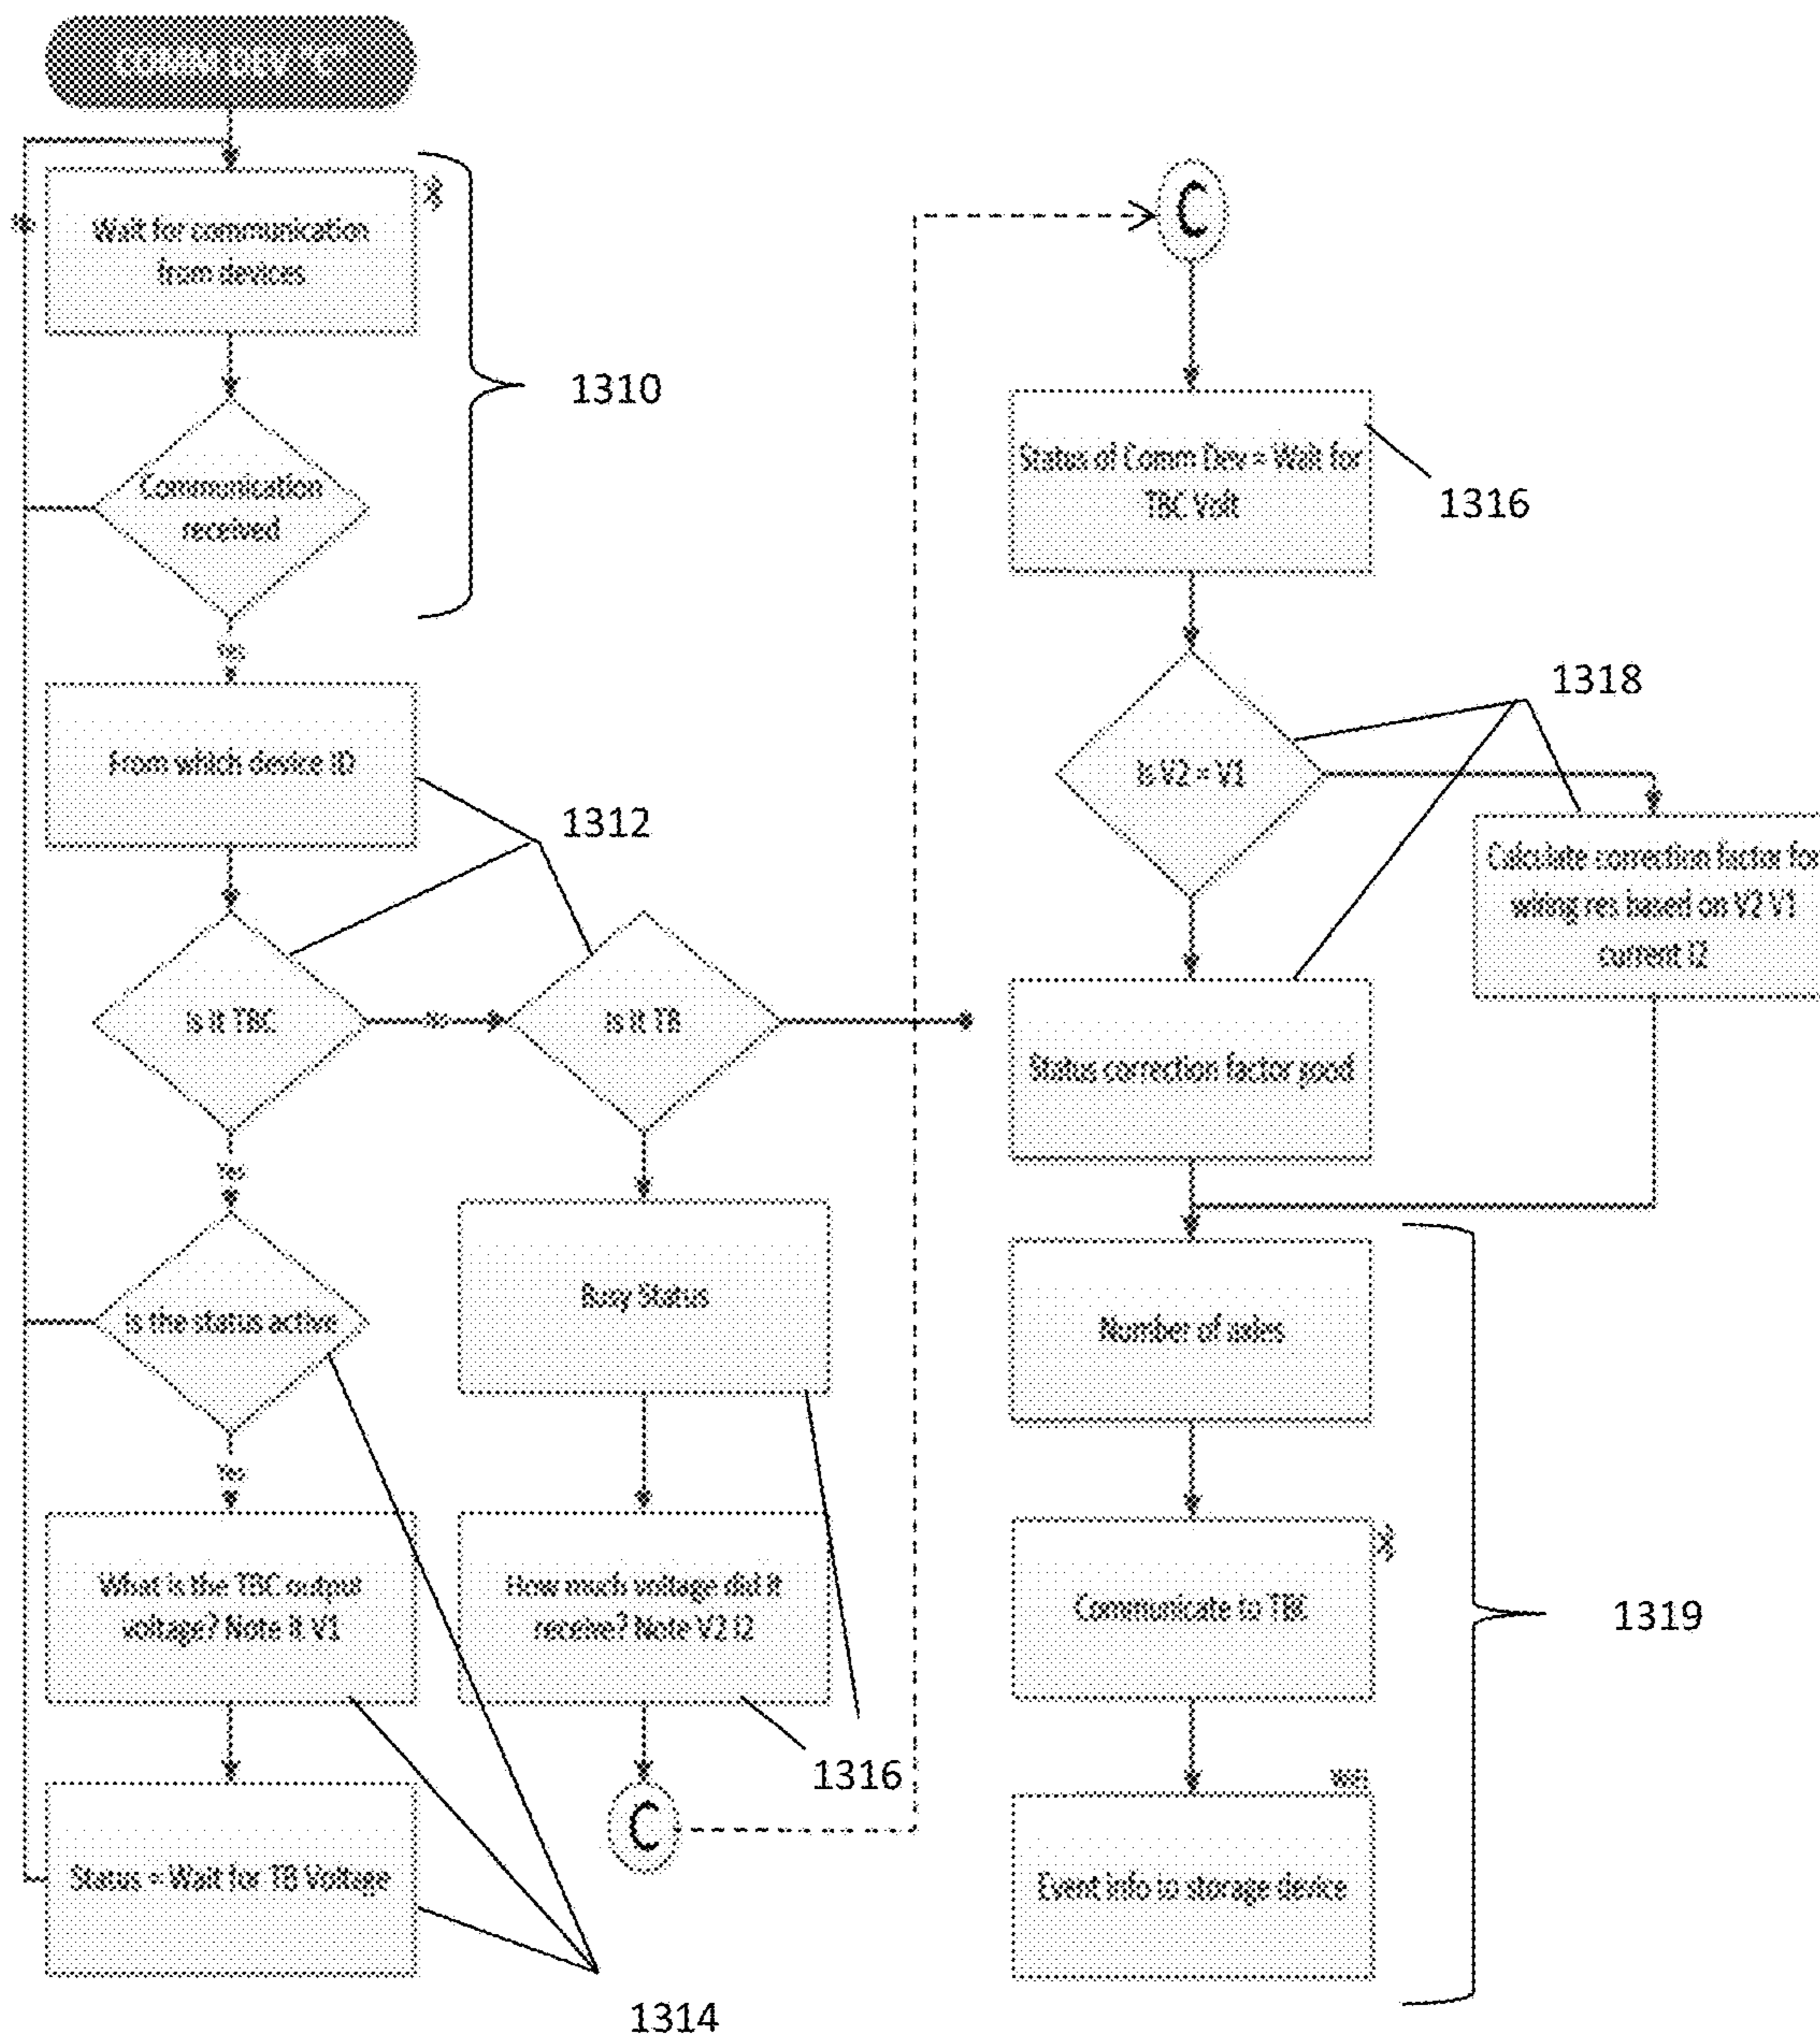 COMM DEV "C"
Wait for communication
from devices
1310
Communication
received
Yes
From which device ID
1312
Is it TBC
No
Is it TB
Yes
Is the status active
Yes
What is the TBC output
voltage? Note it V1
Status = Wait for TB Voltage
1314
Busy Status
How much voltage did it
receive? Note V2 I2
1316
C
C
Status of Comm Dev = Wait for
TBC Volt
1316
Is V2 = V1
1318
Calculate correction factor for
wiring res based on V2 V1
current I2
Status correction factor good
Number of axles
Communicate to TBC
1319
Event info to storage device